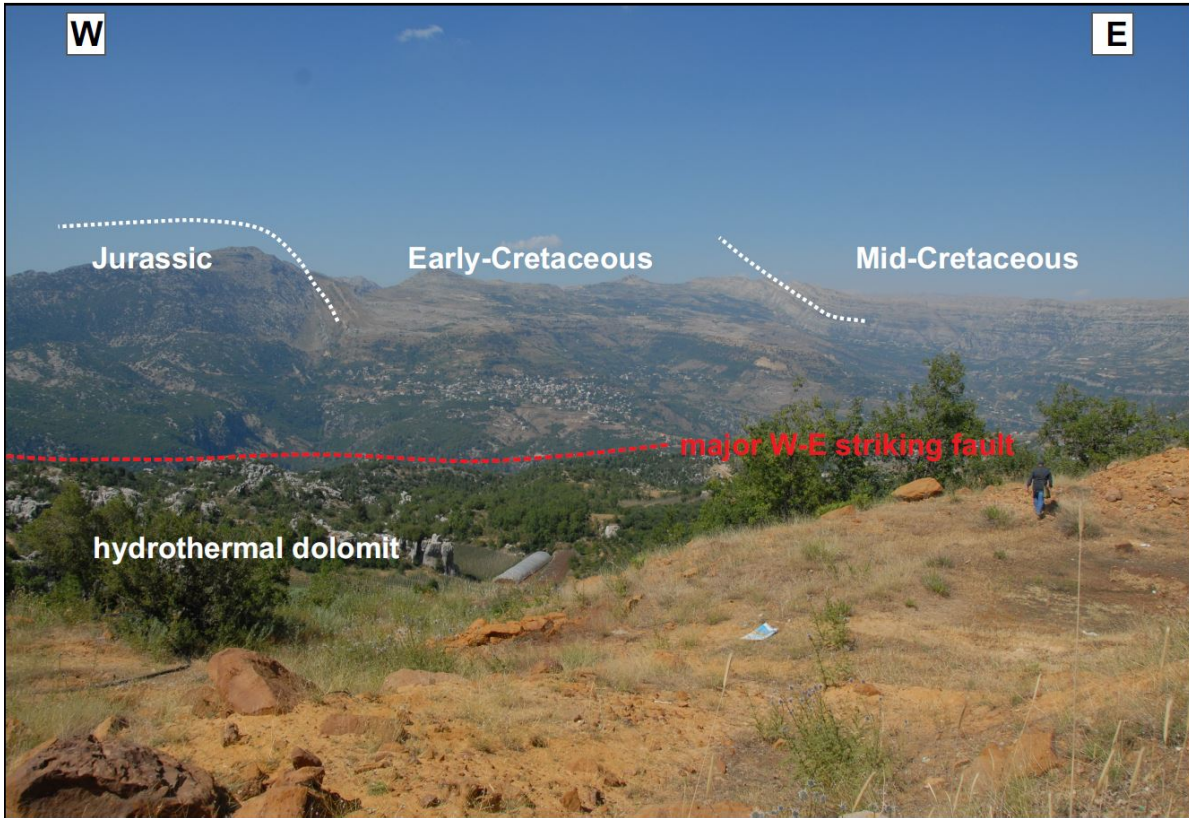 W
E
Jurassic
Early-Cretaceous
Mid-Cretaceous
major W-E striking fault
hydrothermal dolomit